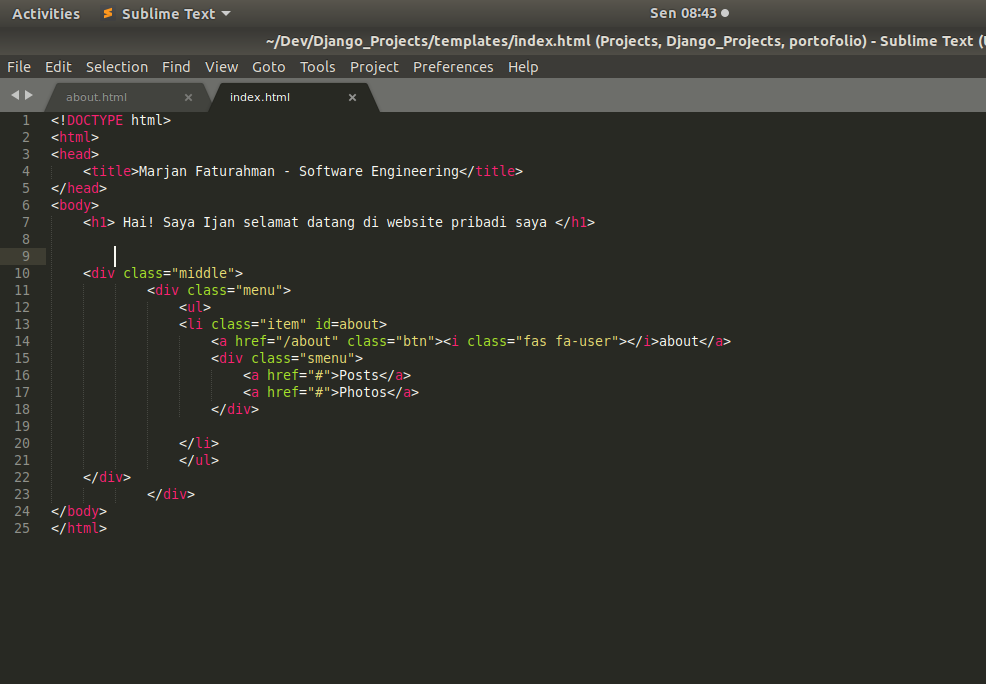 Activities Sublime Text Sen 08:43
~/Dev/Django_Projects/templates/index.html (Projects, Django_Projects, portofolio) - Sublime Text (
File Edit Selection Find View Goto Tools Project Preferences Help
about.html × index.html ×
1 <!DOCTYPE html>
2 <html>
3 <head>
4 <title>Marjan Faturahman - Software Engineering</title>
5 </head>
6 <body>
7 <h1> Hai! Saya Ijan selamat datang di website pribadi saya </h1>
8
9
10 <div class="middle">
11 <div class="menu">
12 <ul>
13 <li class="item" id=about>
14 <a href="/about" class="btn"><i class="fas fa-user"></i>about</a>
15 <div class="smenu">
16 <a href="#">Posts</a>
17 <a href="#">Photos</a>
18 </div>
19
20 </li>
21 </ul>
22 </div>
23 </div>
24 </body>
25 </html>